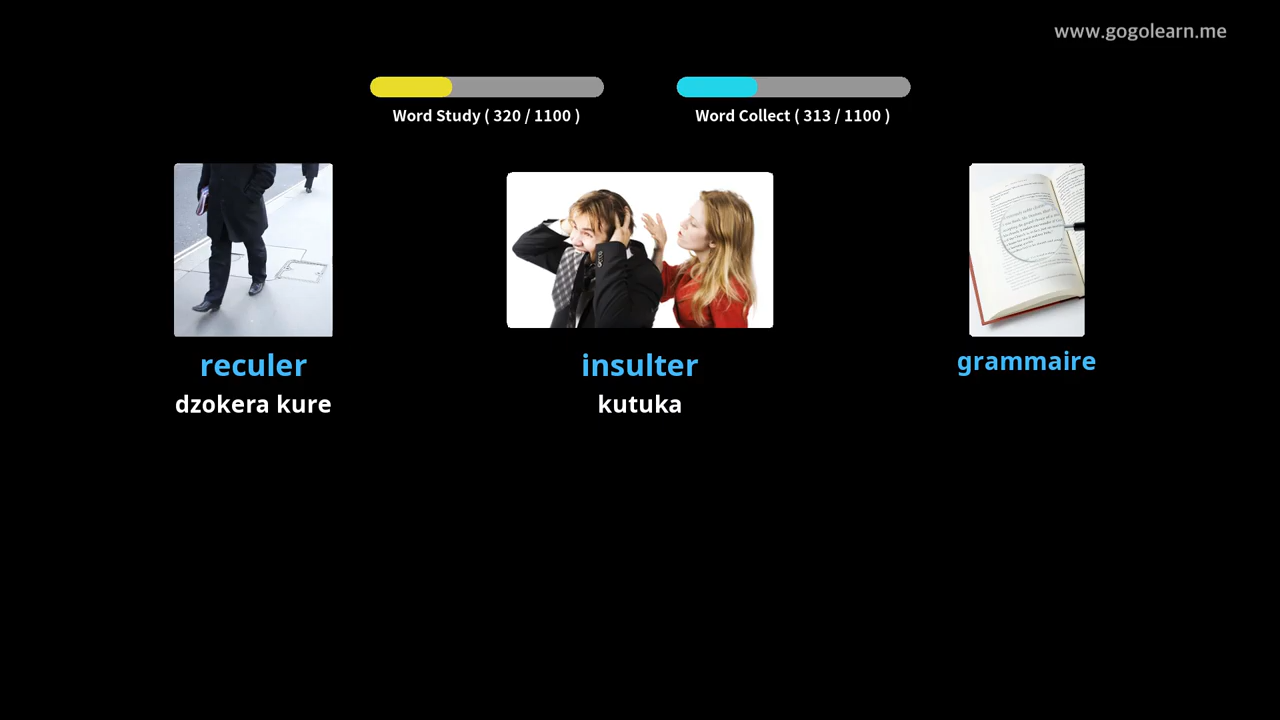 www.gogolearn.me
Word Study ( 320 / 1100 )
Word Collect ( 313 / 1100 )
reculer
insulter
grammaire
dzokera kure
kutuka